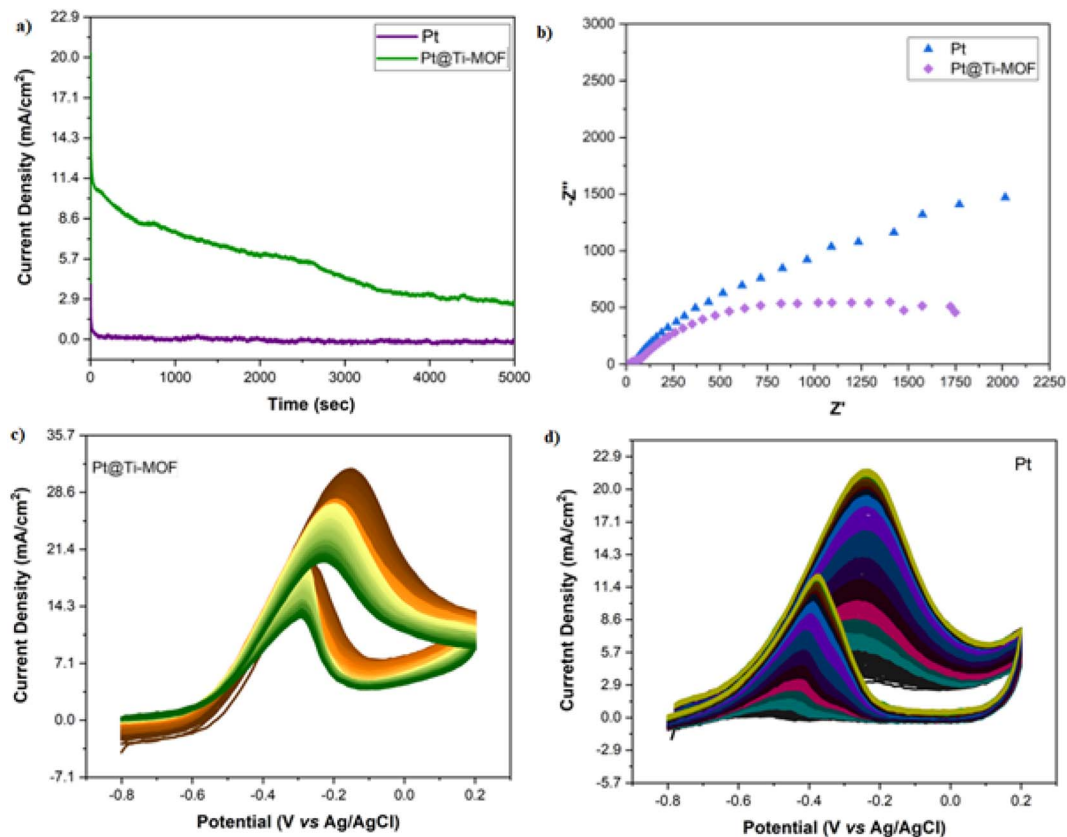 a)
22.9
20.0
17.1
14.3
11.4
8.6
5.7
2.9
0.0
Current Density (mA/cm²)
Pt
Pt@Ti-MOF
0 1000 2000 3000 4000 5000
Time (sec)
b)
3000
2500
2000
1500
1000
500
0
-Z''
Pt
Pt@Ti-MOF
0 250 500 750 1000 1250 1500 1750 2000 2250
Z'
c)
35.7
28.6
21.4
14.3
7.1
0.0
-7.1
Current Density (mA/cm²)
Pt@Ti-MOF
-0.8 -0.6 -0.4 -0.2 0.0 0.2
Potential (V vs Ag/AgCl)
d)
22.9
20.0
17.1
14.3
11.4
8.6
5.7
2.9
0.0
-2.9
-5.7
Curretnt Density (mA/cm²)
Pt
-0.8 -0.6 -0.4 -0.2 0.0 0.2
Potential (V vs Ag/AgCl)